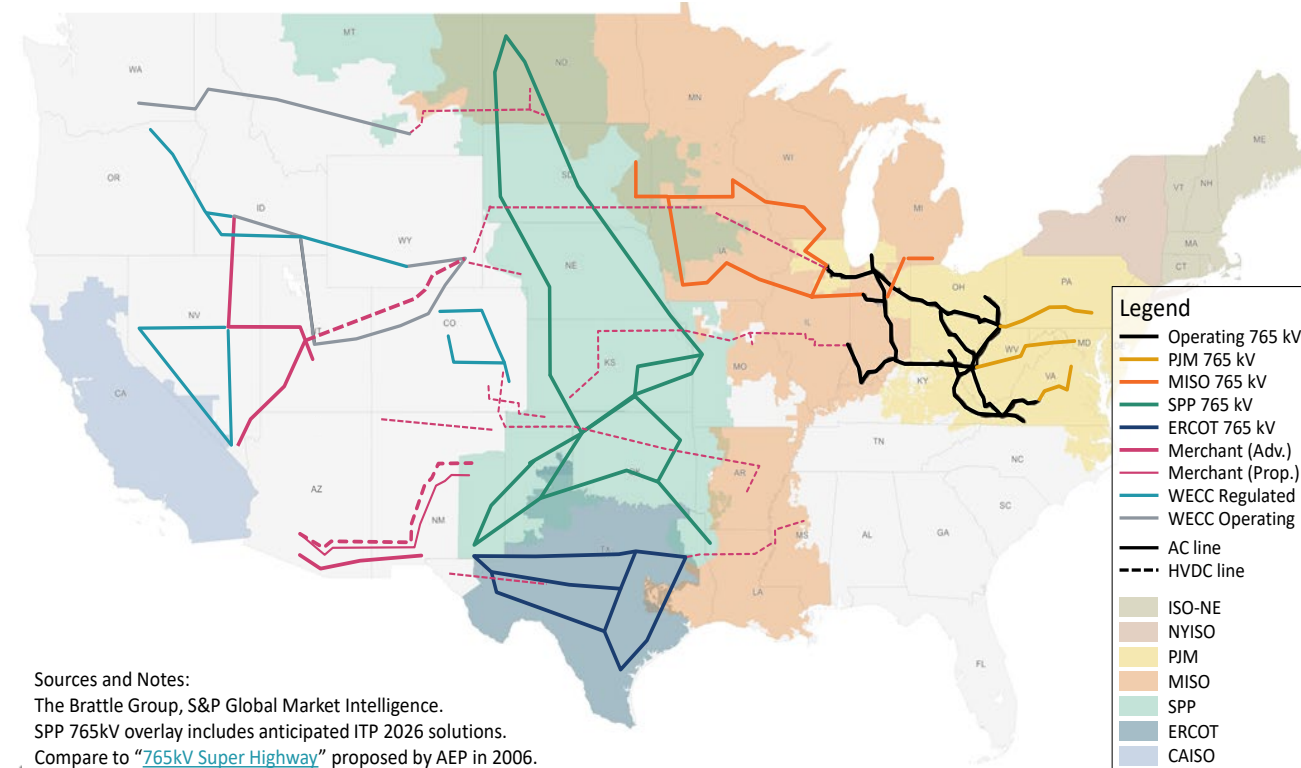 MT
ND
WA
MN
ME
WI
OR
SD
VT
NH
ID
MI
NY
WY
MA
IA
CT
NE
PA
OH
NV
UT
CO
IL
KS
MO
WV
MD
VA
KY
CA
TN
NC
OK
AR
AZ
NM
SC
MS
AL
GA
TX
LA
FL
Legend
Operating 765 kV
PJM 765 kV
MISO 765 kV
SPP 765 kV
ERCOT 765 kV
Merchant (Adv.)
Merchant (Prop.)
WECC Regulated
WECC Operating
AC line
HVDC line
ISO-NE
NYISO
PJM
MISO
SPP
ERCOT
CAISO
Sources and Notes:
The Brattle Group, S&P Global Market Intelligence.
SPP 765kV overlay includes anticipated ITP 2026 solutions.
Compare to “765kV Super Highway” proposed by AEP in 2006.